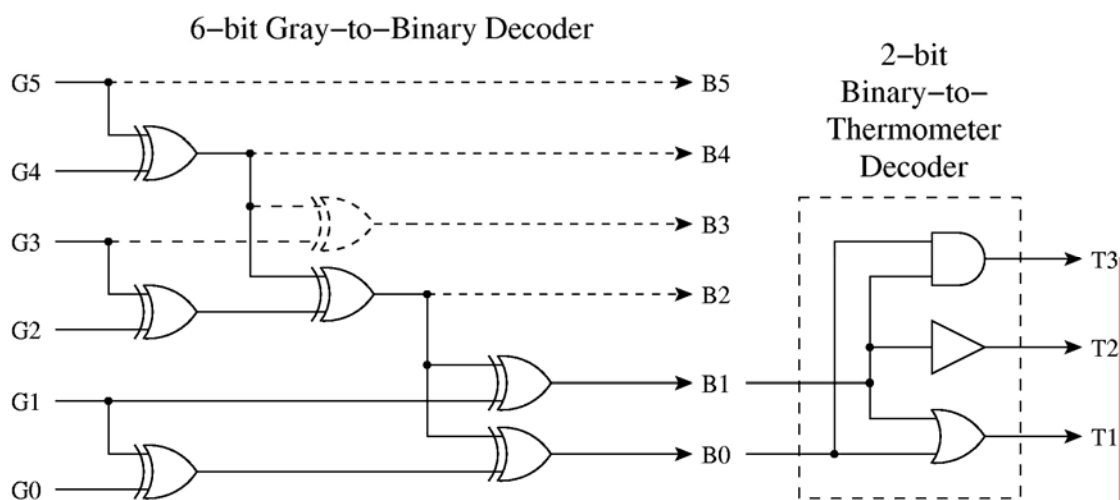 6-bit Gray-to-Binary Decoder
2-bit
Binary-to-
Thermometer
Decoder
G5
B5
G4
B4
G3
B3
T3
G2
B2
T2
G1
B1
T1
G0
B0